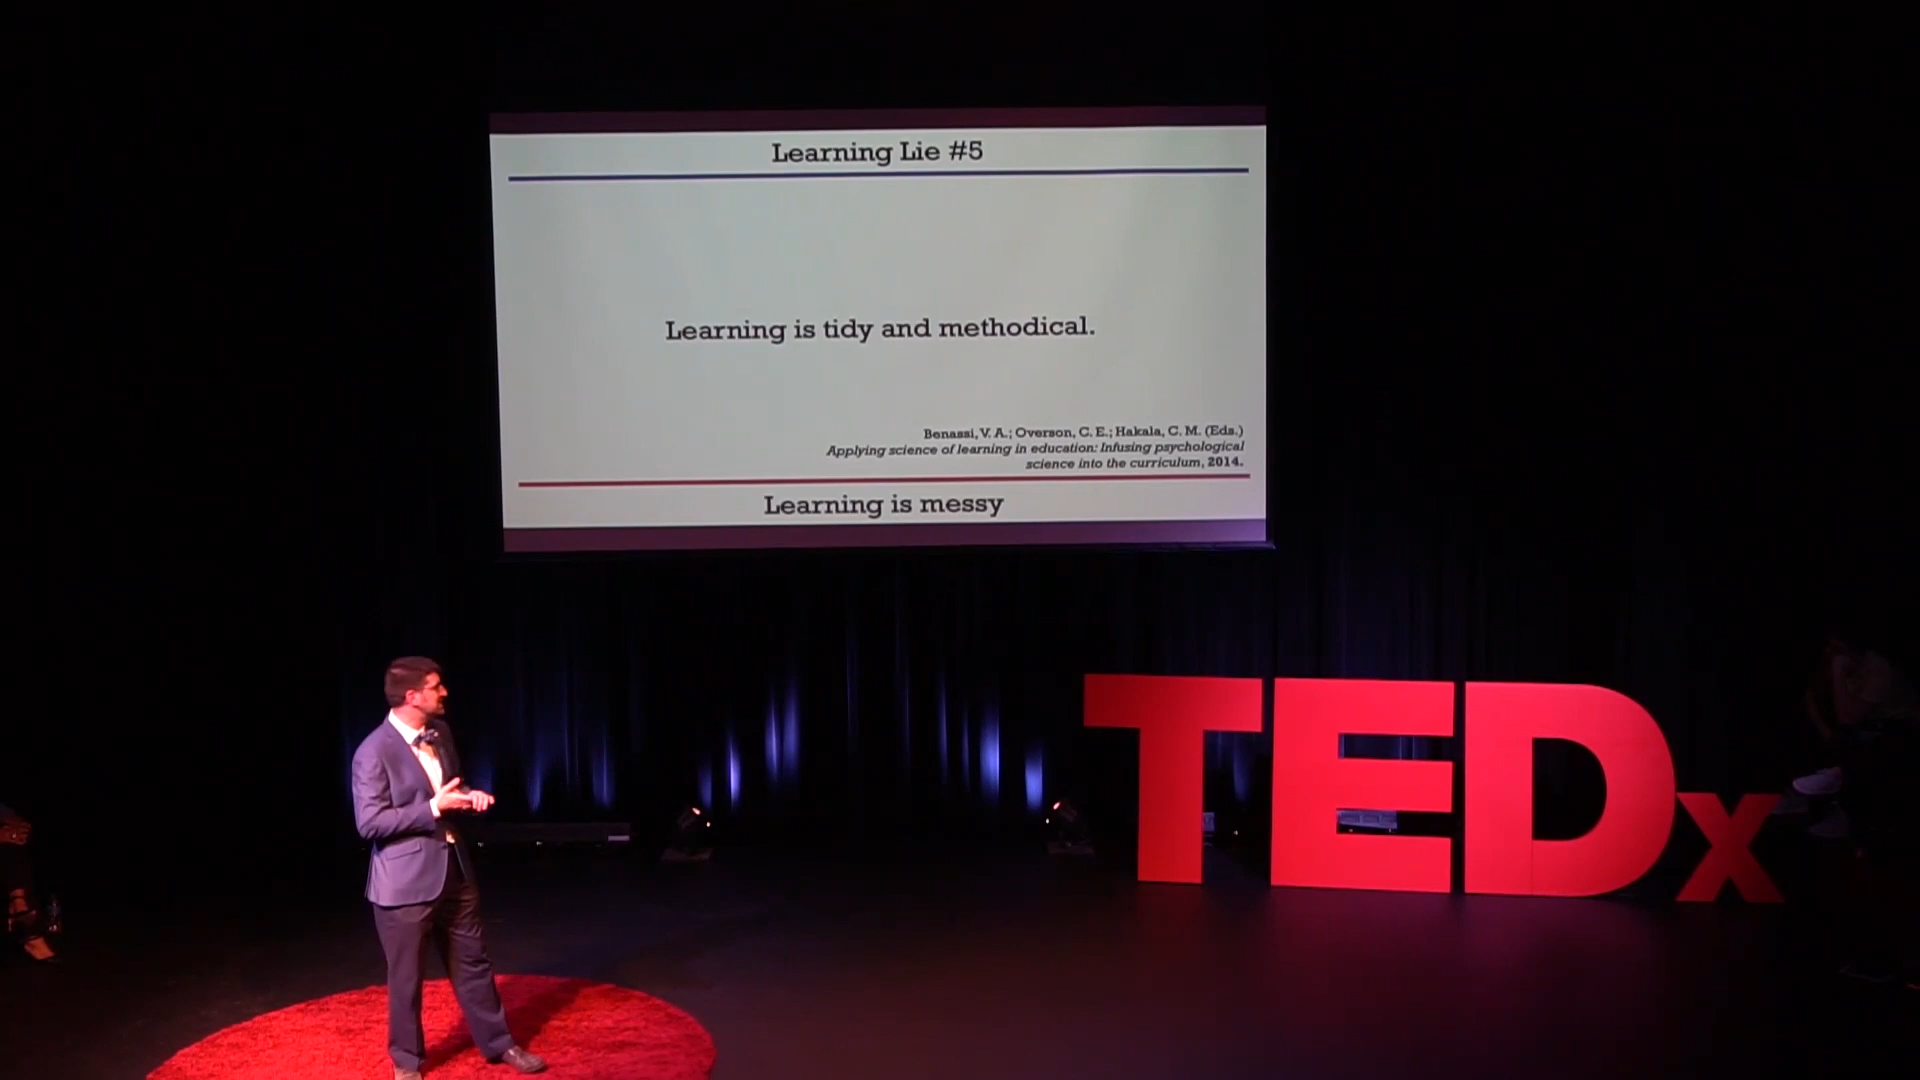 Learning Lie #5
Learning is tidy and methodical.
Benassi, V. A.; Overson, C. E.; Hakala, C. M. (Eds.)
Applying science of learning in education: Infusing psychological
science into the curriculum, 2014.
Learning is messy
TEDx